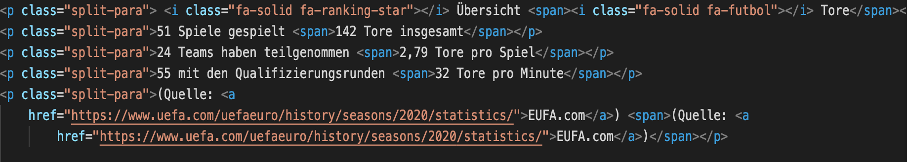 <p class="split-para"> <i class="fa-solid fa-ranking-star"></i> Übersicht <span><i class="fa-solid fa-futbol"></i> Tore</span><
<p class="split-para">51 Spiele gespielt <span>142 Tore insgesamt</span></p>
<p class="split-para">24 Teams haben teilgenommen <span>2,79 Tore pro Spiel</span></p>
<p class="split-para">55 mit den Qualifizierungsrunden <span>32 Tore pro Minute</span></p>
<p class="split-para">(Quelle: <a
href="https://www.uefa.com/uefaeuro/history/seasons/2020/statistics/">EUFA.com</a>) <span>(Quelle: <a
href="https://www.uefa.com/uefaeuro/history/seasons/2020/statistics/">EUFA.com</a>)</span></p>